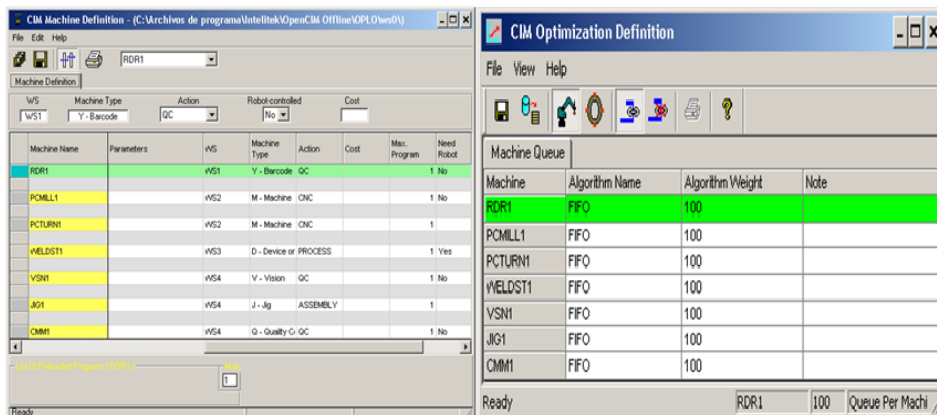 CIM Machine Definition - (C:\Archivos de programa\Intelitek\OpenCIM Offline\OPLO\ws0\)
File Edit Help
RDR1
Machine Definition
WS Machine Type Action Robot-controlled Cost
WS1 Y - Barcode QC No
Machine Name Parameters WS Machine Type Action Cost Max. Program Need Robot
RDR1 WS1 Y - Barcode QC 1 No
PCMILL1 WS2 M - Machine CNC 1 No
PCTURN1 WS2 M - Machine CNC 1
WELDST1 WS3 D - Device or PROCESS 1 Yes
VSN1 WS4 V - Vision QC 1 No
JIG1 WS4 J - Jig ASSEMBLY 1
CMM1 WS4 Q - Quality C QC 1 No
List Of Preloaded Programs (RDR1) Max
1
Ready
CIM Optimization Definition
File View Help
Machine Queue
Machine Algorithm Name Algorithm Weight Note
RDR1 FIFO 100
PCMILL1 FIFO 100
PCTURN1 FIFO 100
WELDST1 FIFO 100
VSN1 FIFO 100
JIG1 FIFO 100
CMM1 FIFO 100
Ready RDR1 100 Queue Per Machi